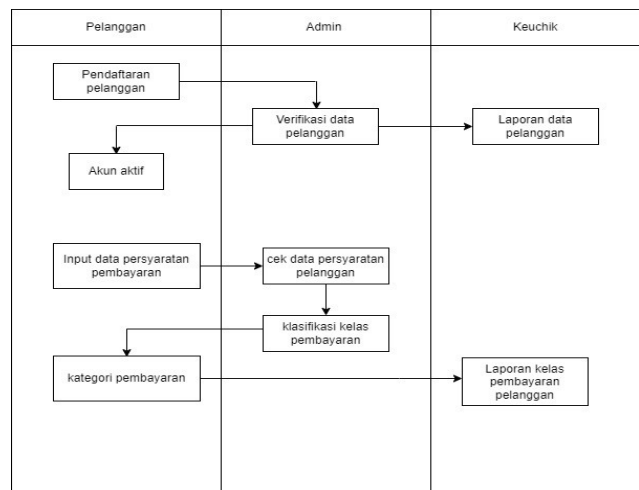 Pelanggan
Admin
Keuchik
Pendaftaran
pelanggan
Verifikasi data
pelanggan
Laporan data
pelanggan
Akun aktif
Input data persyaratan
pembayaran
cek data persyaratan
pelanggan
klasifikasi kelas
pembayaran
kategori pembayaran
Laporan kelas
pembayaran
pelanggan